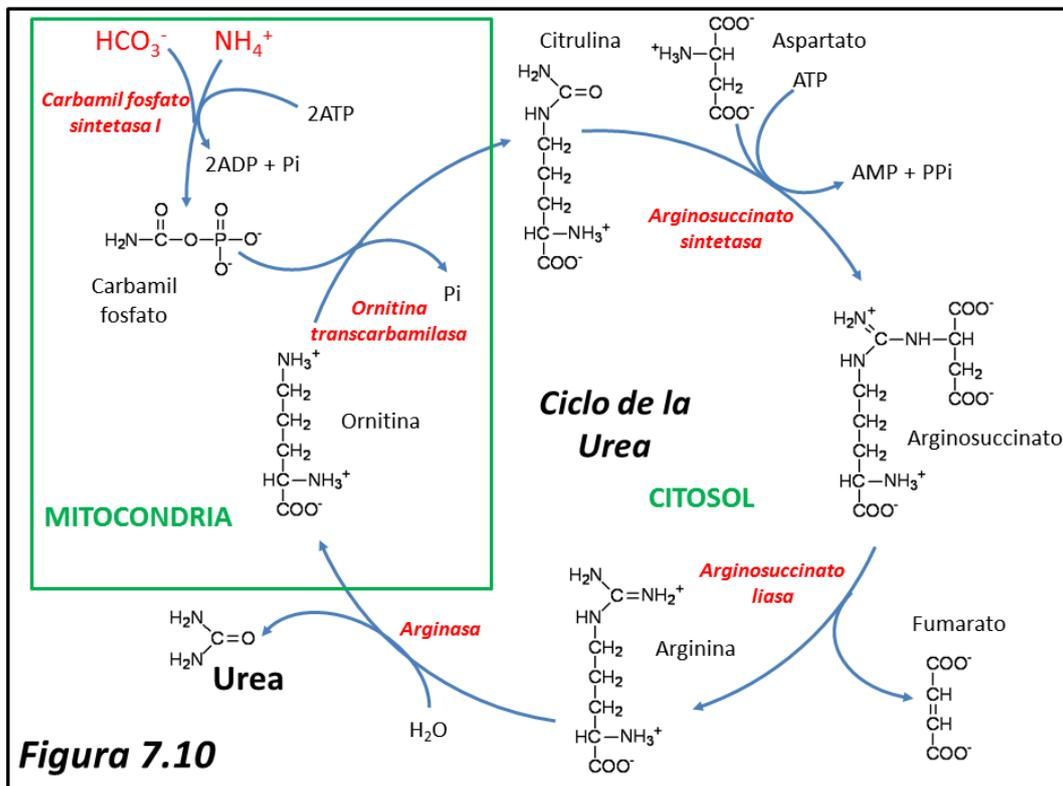 HCO₃⁻ NH₄⁺
Carbamil fosfato
sintetasa I
2ATP
2ADP + Pi
H₂N–C–O–P–O⁻
O O
O⁻
Carbamil
fosfato
Pi
Ornitina
transcarbamilasa
NH₃⁺
CH₂
CH₂
CH₂
HC–NH₃⁺
COO⁻
Ornitina
MITOCONDRIA
Citrulina
H₂N
C=O
HN
CH₂
CH₂
CH₂
HC–NH₃⁺
COO⁻
COO⁻
⁺H₃N–CH
CH₂
COO⁻
Aspartato
ATP
AMP + PPi
Arginosuccinato
sintetasa
H₂N⁺
C–NH–CH
HN
COO⁻
CH₂
COO⁻
CH₂
CH₂
CH₂
HC–NH₃⁺
COO⁻
Arginosuccinato
Ciclo de la
Urea
CITOSOL
Arginosuccinato
liasa
Fumarato
COO⁻
CH
CH
COO⁻
H₂N
C=NH₂⁺
HN
CH₂
CH₂
CH₂
HC–NH₃⁺
COO⁻
Arginina
Arginasa
H₂O
H₂N
C=O
H₂N
Urea
Figura 7.10